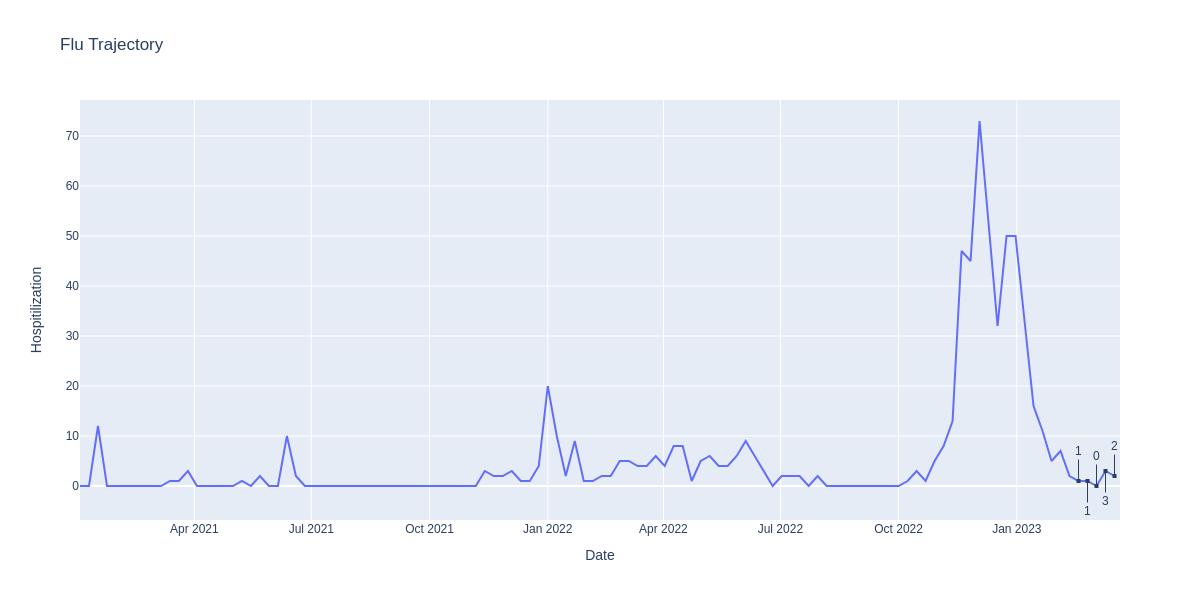 Flu Trajectory
70
60
50
40
30
20
10
0
Hospitilization
1
0
2
1
3
Apr 2021
Jul 2021
Oct 2021
Jan 2022
Apr 2022
Jul 2022
Oct 2022
Jan 2023
Date